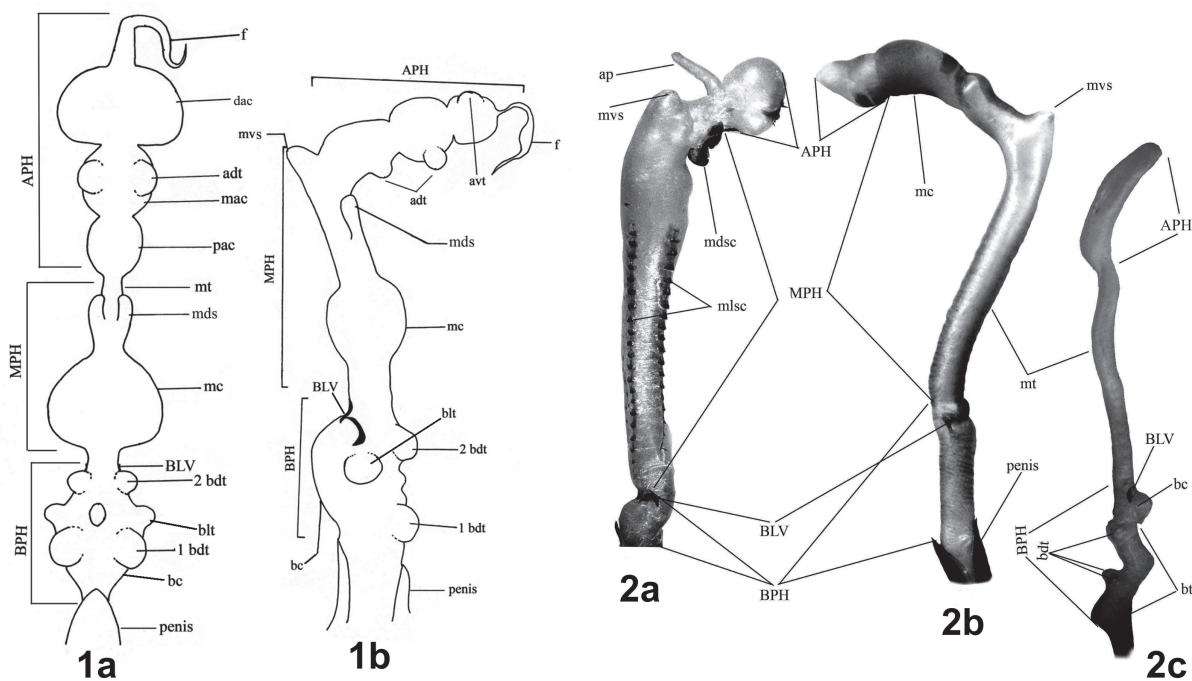 f
dac
APH
adt
mac
pac
mt
mds
MPH
mc
BLV
2 bdt
BPH
blt
1 bdt
bc
penis
1a
APH
mvs
f
avt
adt
mds
MPH
mc
BLV
blt
BPH
2 bdt
1 bdt
bc
penis
1b
ap
mvs
APH
mdsc
MPH
mlsc
BLV
BPH
2a
mvs
mc
mt
penis
2b
APH
BLV
bc
BPH
bdt
bt
2c